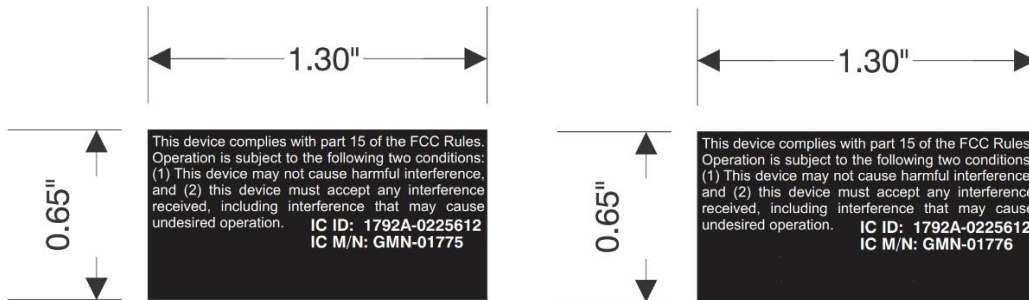 1.30"
0.65"
This device complies with part 15 of the FCC Rules.
Operation is subject to the following two conditions:
(1) This device may not cause harmful interference,
and (2) this device must accept any interference
received, including interference that may cause
undesired operation. IC ID: 1792A-0225612
IC M/N: GMN-01775
1.30"
0.65"
This device complies with part 15 of the FCC Rules
Operation is subject to the following two conditions
(1) This device may not cause harmful interference
and (2) this device must accept any interference
received, including interference that may cause
undesired operation. IC ID: 1792A-0225612
IC M/N: GMN-01776